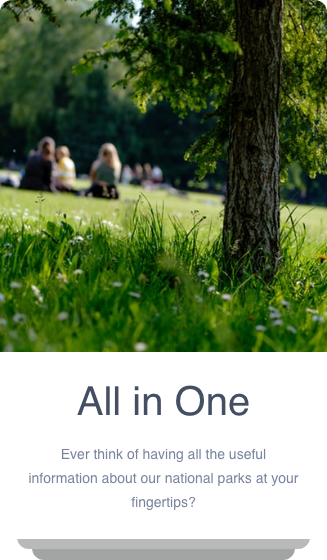 All in One
Ever think of having all the useful
information about our national parks at your
fingertips?